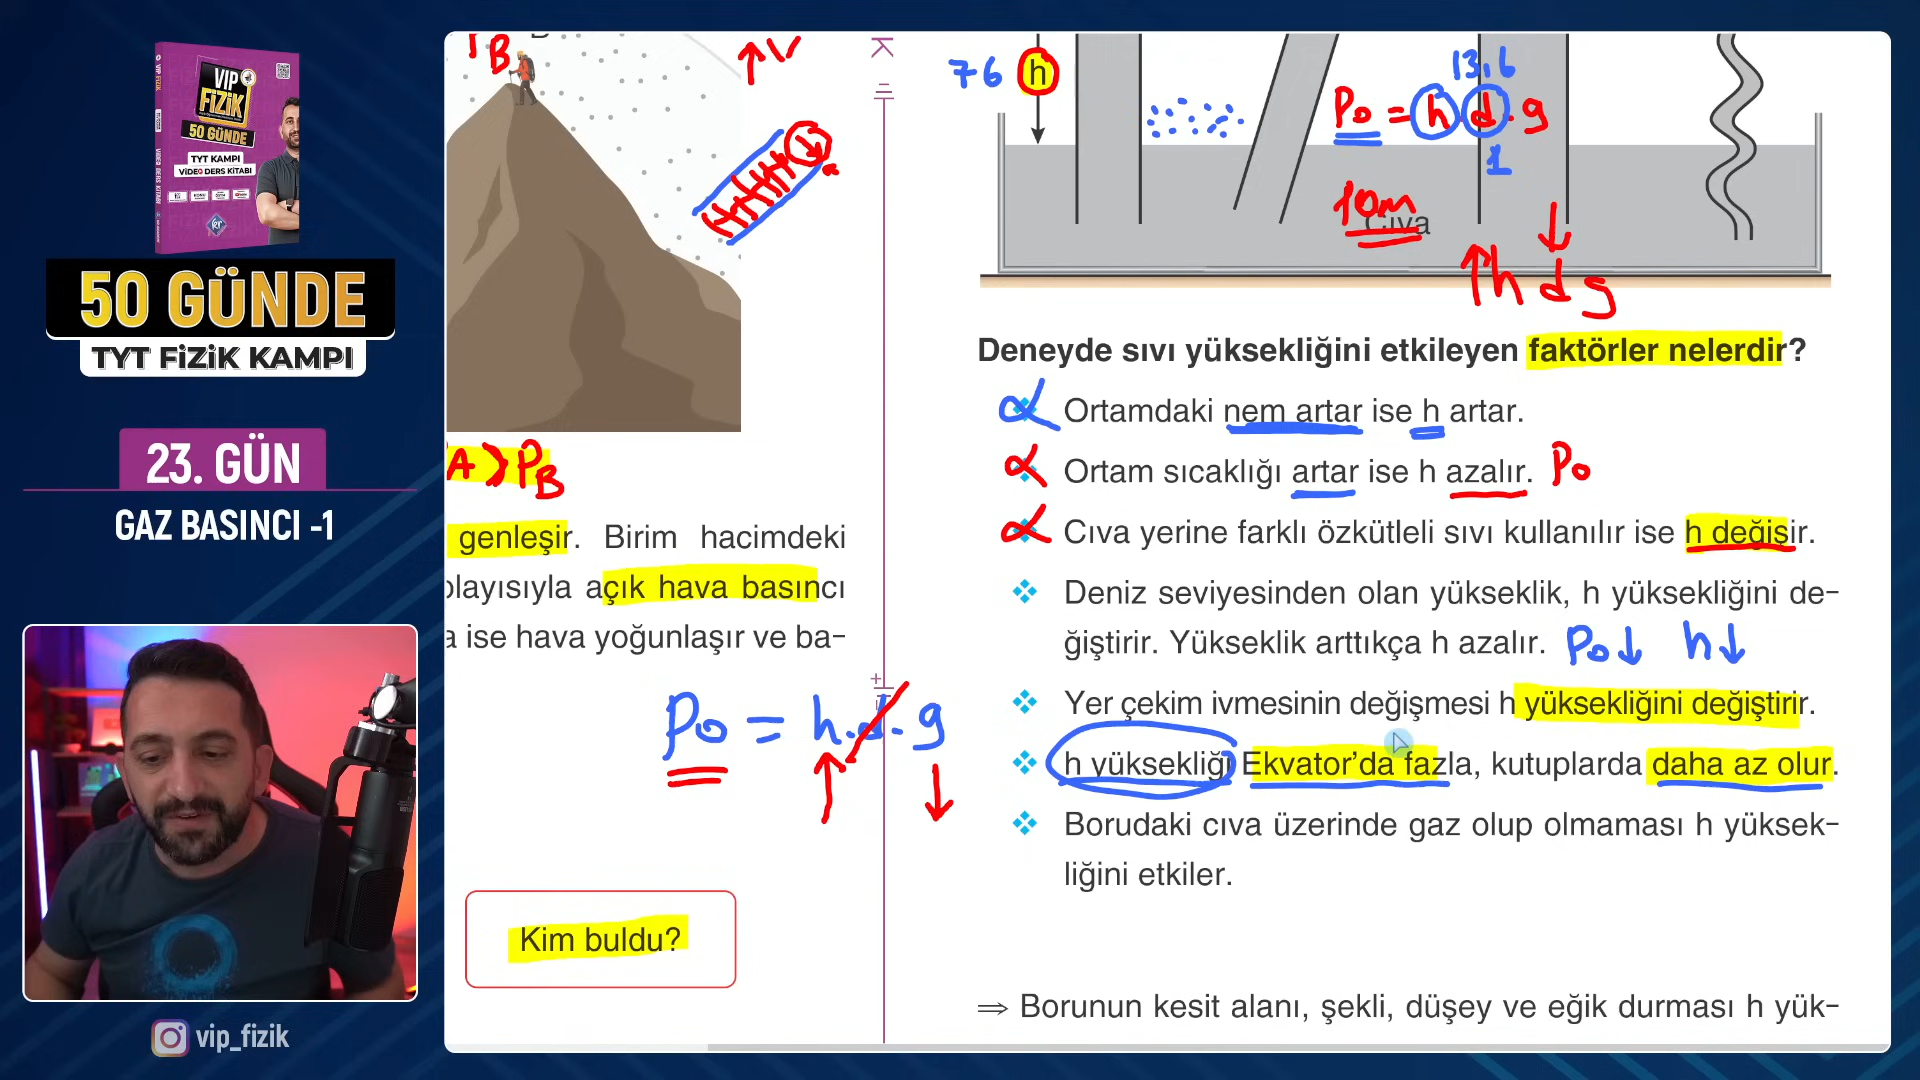 VIP
FİZİK
50 GÜNDE
TYT KAMPI
VİDEO DERS KİTABI
50 GÜNDE
TYT FİZİK KAMPI
23. GÜN
GAZ BASINCI -1
vip_fizik
PB
A > PB
genleşir. Birim hacimdeki
layısıyla açık hava basıncı
ise hava yoğunlaşır ve ba-
Po = h.d.g
Kim buldu?
K
76 h
13,6
Po = h d.g
1
10m
Cıva
h d g
Deneyde sıvı yüksekliğini etkileyen faktörler nelerdir?
Ortamdaki nem artar ise h artar.
Ortam sıcaklığı artar ise h azalır. Po
Cıva yerine farklı özkütleli sıvı kullanılır ise h değişir.
Deniz seviyesinden olan yükseklik, h yüksekliğini de-
ğiştirir. Yükseklik arttıkça h azalır. Po↓ h↓
Yer çekim ivmesinin değişmesi h yüksekliğini değiştirir.
h yüksekliği Ekvator’da fazla, kutuplarda daha az olur.
Borudaki cıva üzerinde gaz olup olmaması h yüksek-
liğini etkiler.
⇒ Borunun kesit alanı, şekli, düşey ve eğik durması h yük-